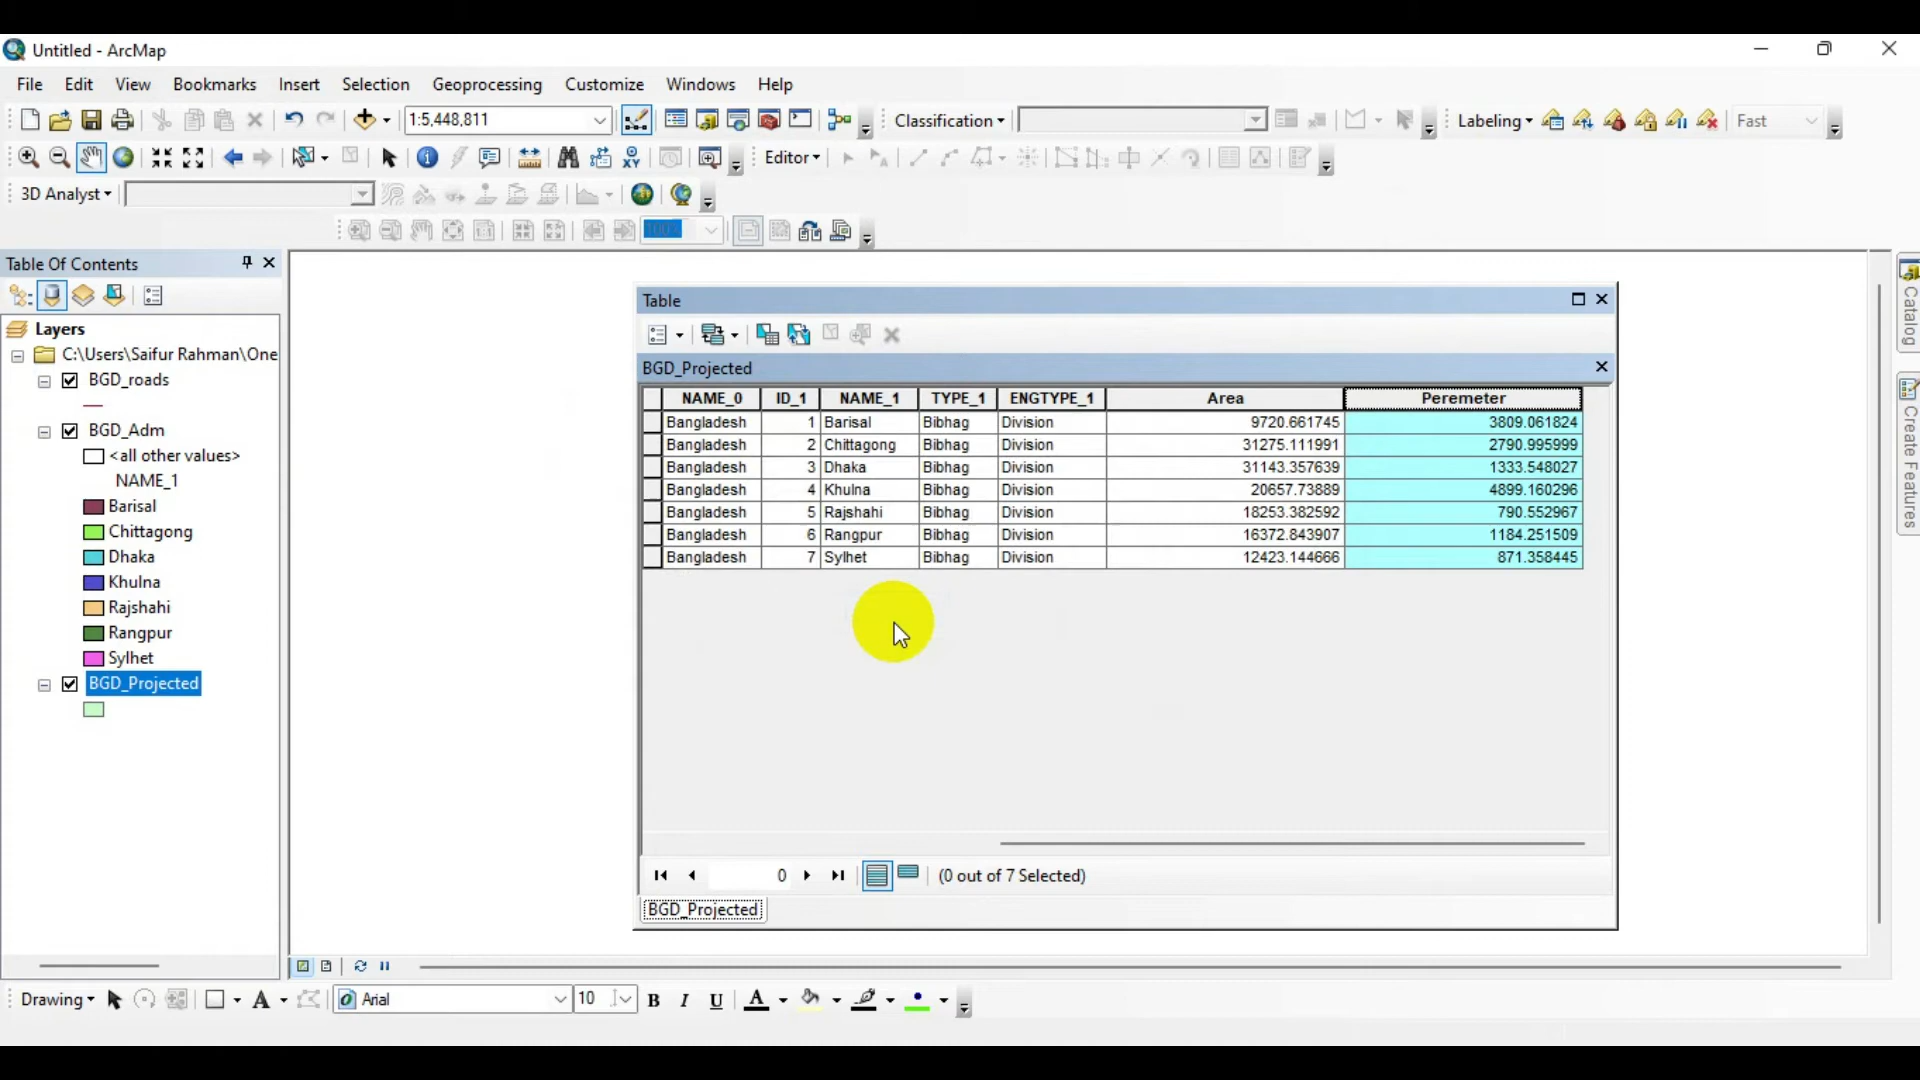 Untitled - ArcMap
File Edit View Bookmarks Insert Selection Geoprocessing Customize Windows Help
1:5,448,811 Classification Labeling Fast
Editor
3D Analyst
100%
Table Of Contents
Layers
C:\Users\Saifur Rahman\One
BGD_roads
BGD_Adm
<all other values>
NAME_1
Barisal
Chittagong
Dhaka
Khulna
Rajshahi
Rangpur
Sylhet
BGD_Projected
Table
BGD_Projected
NAME_0 ID_1 NAME_1 TYPE_1 ENGTYPE_1 Area Peremeter
Bangladesh 1 Barisal Bibhag Division 9720.661745 3809.061824
Bangladesh 2 Chittagong Bibhag Division 31275.111991 2790.995999
Bangladesh 3 Dhaka Bibhag Division 31143.357639 1333.548027
Bangladesh 4 Khulna Bibhag Division 20657.73889 4899.160296
Bangladesh 5 Rajshahi Bibhag Division 18253.382592 790.552967
Bangladesh 6 Rangpur Bibhag Division 16372.843907 1184.251509
Bangladesh 7 Sylhet Bibhag Division 12423.144666 871.358445
0 (0 out of 7 Selected)
BGD_Projected
Catalog
Create Features
Drawing A Arial 10 B I U A